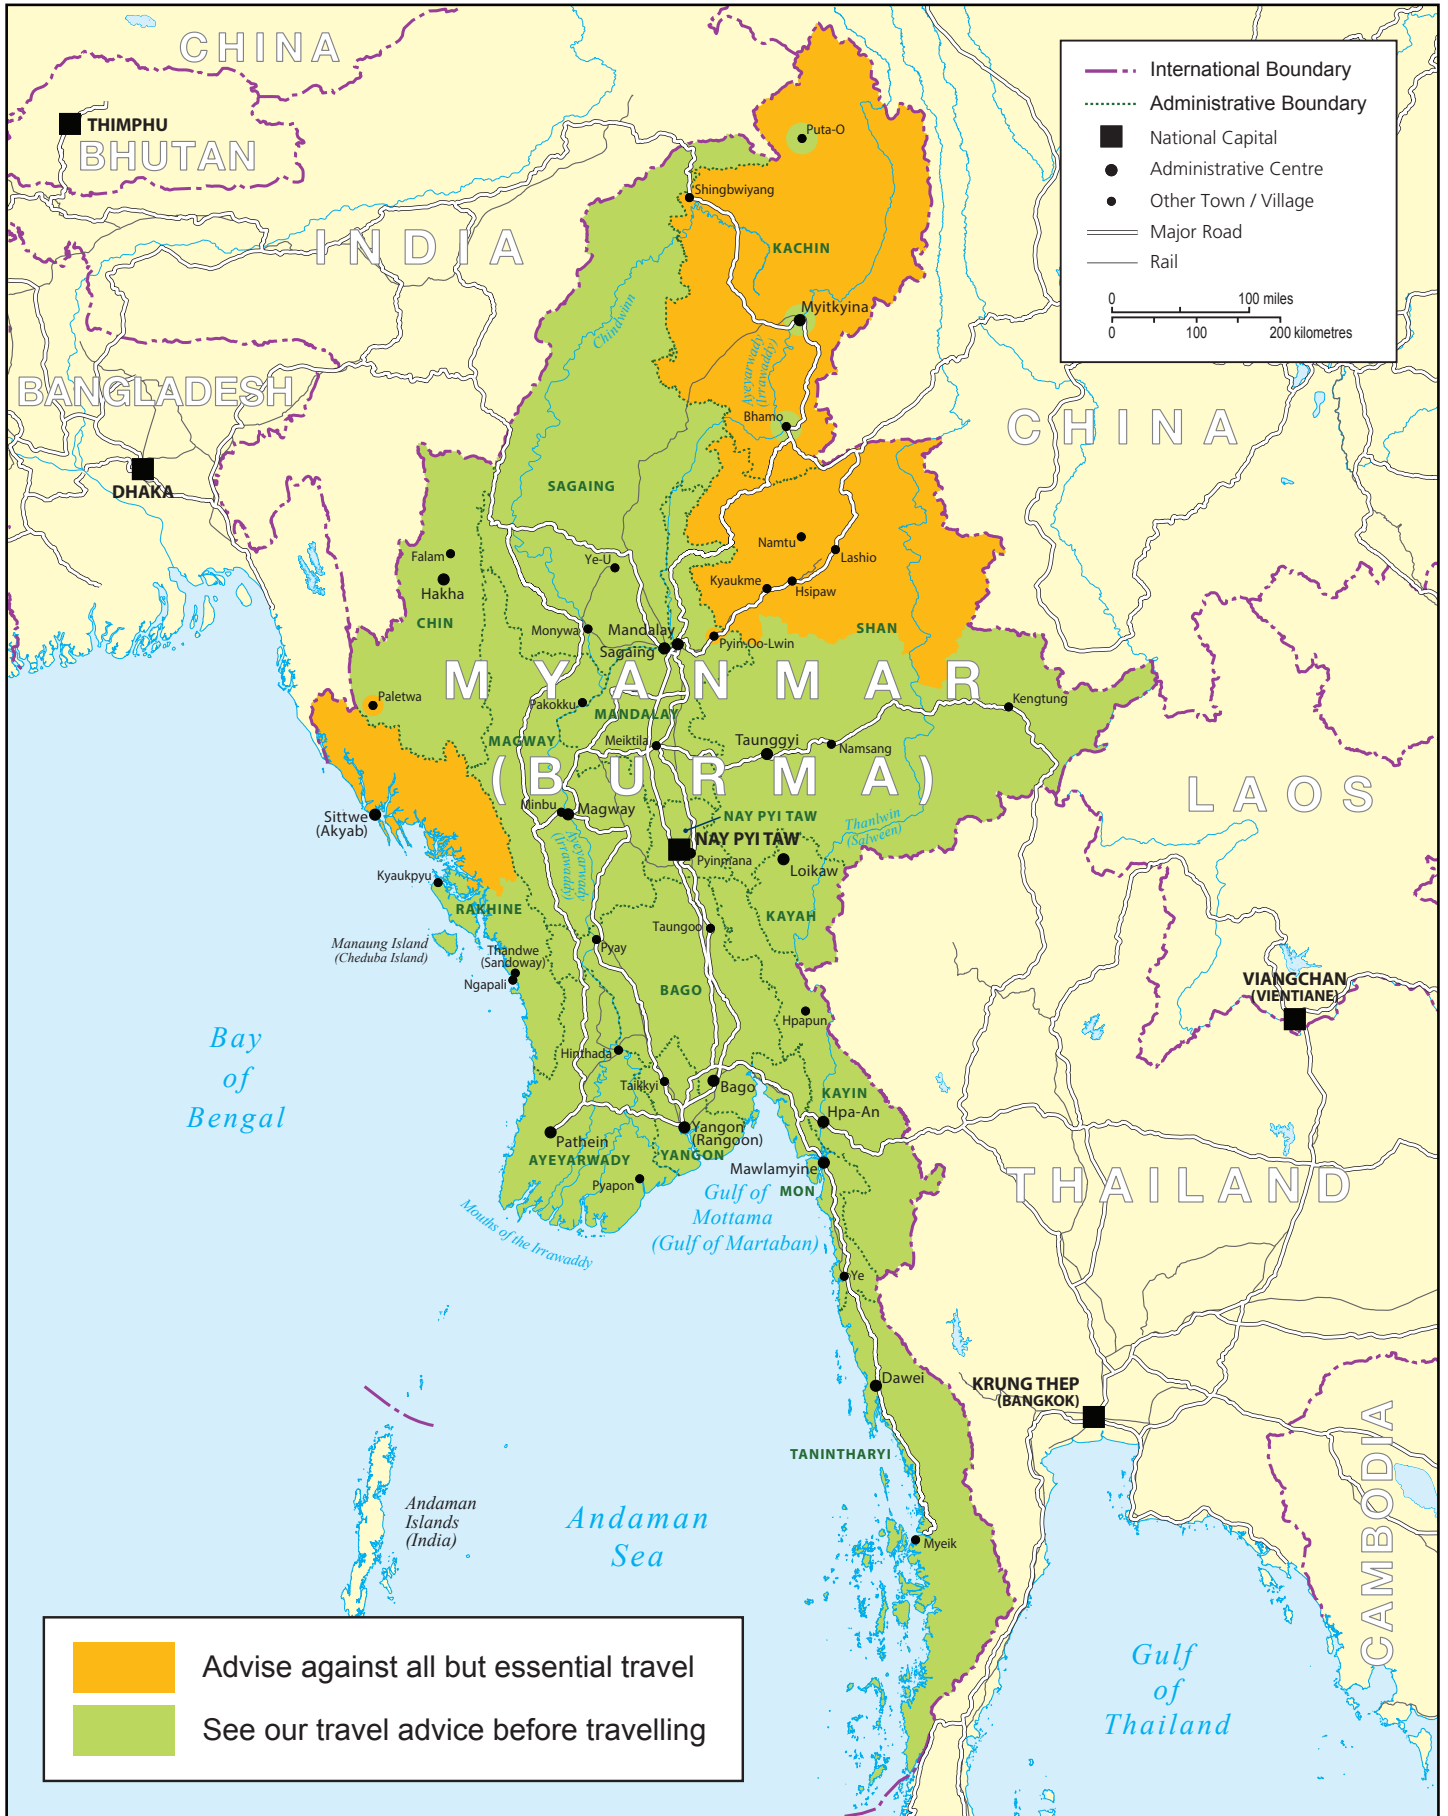 CHINA
International Boundary
Administrative Boundary
National Capital
Administrative Centre
Other Town / Village
Major Road
Rail
0 100 miles
0 100 200 kilometres
THIMPHU
BHUTAN
Puta-O
Shingbwiyang
INDIA
KACHIN
Myitkyina
Chindwinn
Ayeyarwady
(Irrawaddy)
BANGLADESH
Bhamo
CHINA
DHAKA
SAGAING
Namtu
Lashio
Falam
Ye-U
Kyaukme
Hsipaw
Hakha
CHIN
Monywa
Mandalay
Sagaing
Pyin-Oo-Lwin
SHAN
MYANMAR
Paletwa
Pakokku
MANDALAY
Kengtung
MAGWAY
Meiktila
Taunggyi
Namsang
(BURMA)
LAOS
Minbu
Magway
Sittwe
(Akyab)
NAY PYI TAW
Thanlwin
(Salween)
NAY PYI TAW
Pyinmana
Loikaw
Ayeyarwady
(Irrawaddy)
Kyaukpyu
RAKHINE
KAYAH
Taungoo
Manaung Island
(Cheduba Island)
Pyay
Thandwe
(Sandoway)
Ngapali
VIANGCHAN
(VIENTIANE)
BAGO
Hpapun
Bay
of
Bengal
Hinthada
Taikkyi
Bago
KAYIN
Hpa-An
Yangon
(Rangoon)
Pathein
AYEYARWADY
YANGON
Mawlamyine
MON
THAILAND
Pyapon
Gulf of
Mottama
(Gulf of Martaban)
Mouths of the Irrawaddy
Ye
Dawei
KRUNG THEP
(BANGKOK)
TANINTHARYI
CAMBODIA
Andaman
Islands
(India)
Andaman
Sea
Myeik
Gulf
of
Thailand
Advise against all but essential travel
See our travel advice before travelling